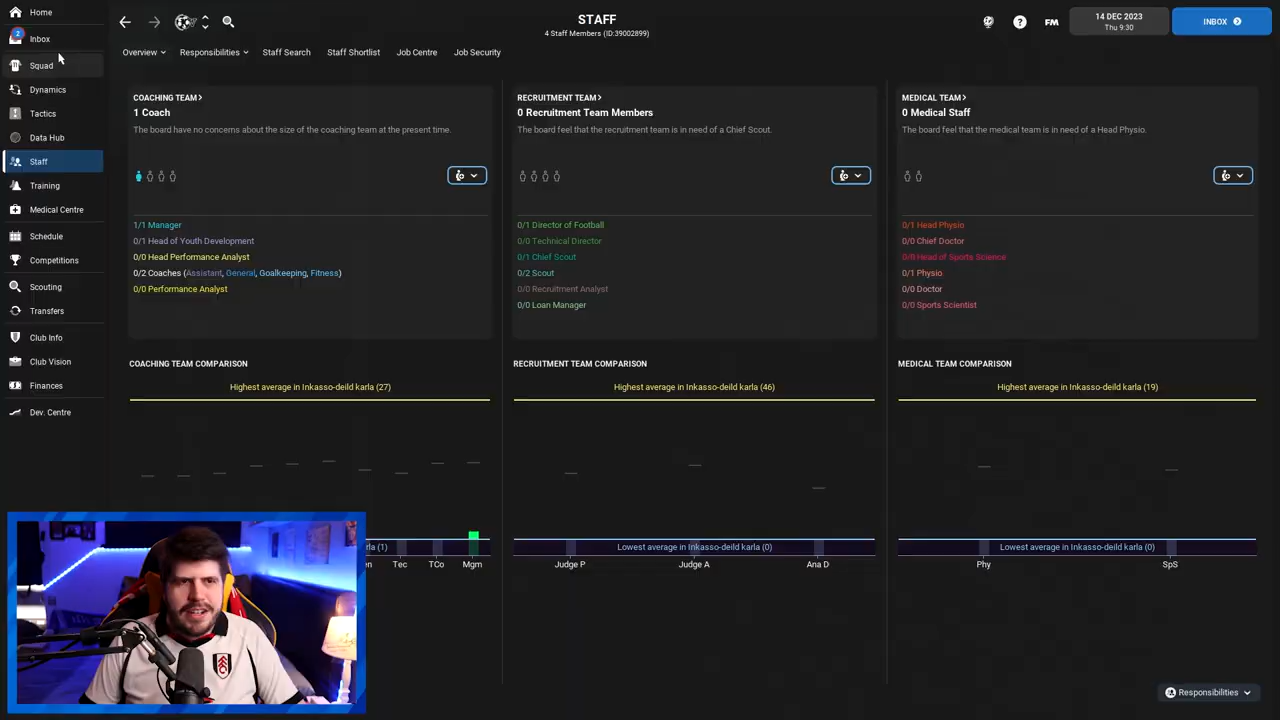 Home
2
Inbox
Squad
Dynamics
Tactics
Data Hub
Staff
Training
Medical Centre
Schedule
Competitions
Scouting
Transfers
Club Info
Club Vision
Finances
Dev. Centre
STAFF
4 Staff Members (ID:39002899)
?
FM
14 DEC 2023
Thu 9:30
INBOX
Overview
Responsibilities
Staff Search
Staff Shortlist
Job Centre
Job Security
COACHING TEAM >
1 Coach
The board have no concerns about the size of the coaching team at the present time.
1/1 Manager
0/1 Head of Youth Development
0/0 Head Performance Analyst
0/2 Coaches (Assistant, General, Goalkeeping, Fitness)
0/0 Performance Analyst
RECRUITMENT TEAM >
0 Recruitment Team Members
The board feel that the recruitment team is in need of a Chief Scout.
0/1 Director of Football
0/0 Technical Director
0/1 Chief Scout
0/2 Scout
0/0 Recruitment Analyst
0/0 Loan Manager
MEDICAL TEAM >
0 Medical Staff
The board feel that the medical team is in need of a Head Physio.
0/1 Head Physio
0/0 Chief Doctor
0/0 Head of Sports Science
0/1 Physio
0/0 Doctor
0/0 Sports Scientist
COACHING TEAM COMPARISON
Highest average in Inkasso-deild karla (27)
rla (1)
en
Tec
TCo
Mgm
RECRUITMENT TEAM COMPARISON
Highest average in Inkasso-deild karla (46)
Lowest average in Inkasso-deild karla (0)
Judge P
Judge A
Ana D
MEDICAL TEAM COMPARISON
Highest average in Inkasso-deild karla (19)
Lowest average in Inkasso-deild karla (0)
Phy
SpS
Responsibilities